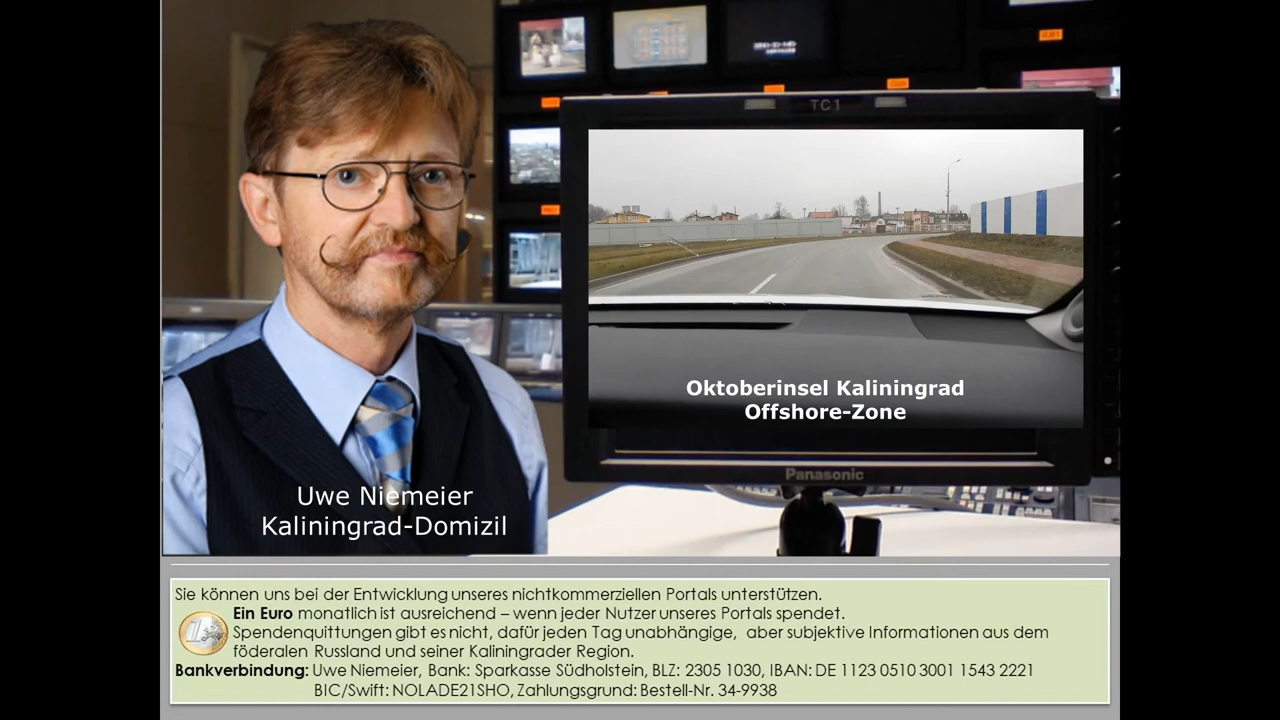 TC1
Oktoberinsel Kaliningrad
Offshore-Zone
Panasonic
Uwe Niemeier
Kaliningrad-Domizil
Sie können uns bei der Entwicklung unseres nichtkommerziellen Portals unterstützen.
Ein Euro monatlich ist ausreichend – wenn jeder Nutzer unseres Portals spendet.
Spendenquittungen gibt es nicht, dafür jeden Tag unabhängige, aber subjektive Informationen aus dem
föderalen Russland und seiner Kaliningrader Region.
Bankverbindung: Uwe Niemeier, Bank: Sparkasse Südholstein, BLZ: 2305 1030, IBAN: DE 1123 0510 3001 1543 2221
BIC/Swift: NOLADE21SHO, Zahlungsgrund: Bestell-Nr. 34-9938